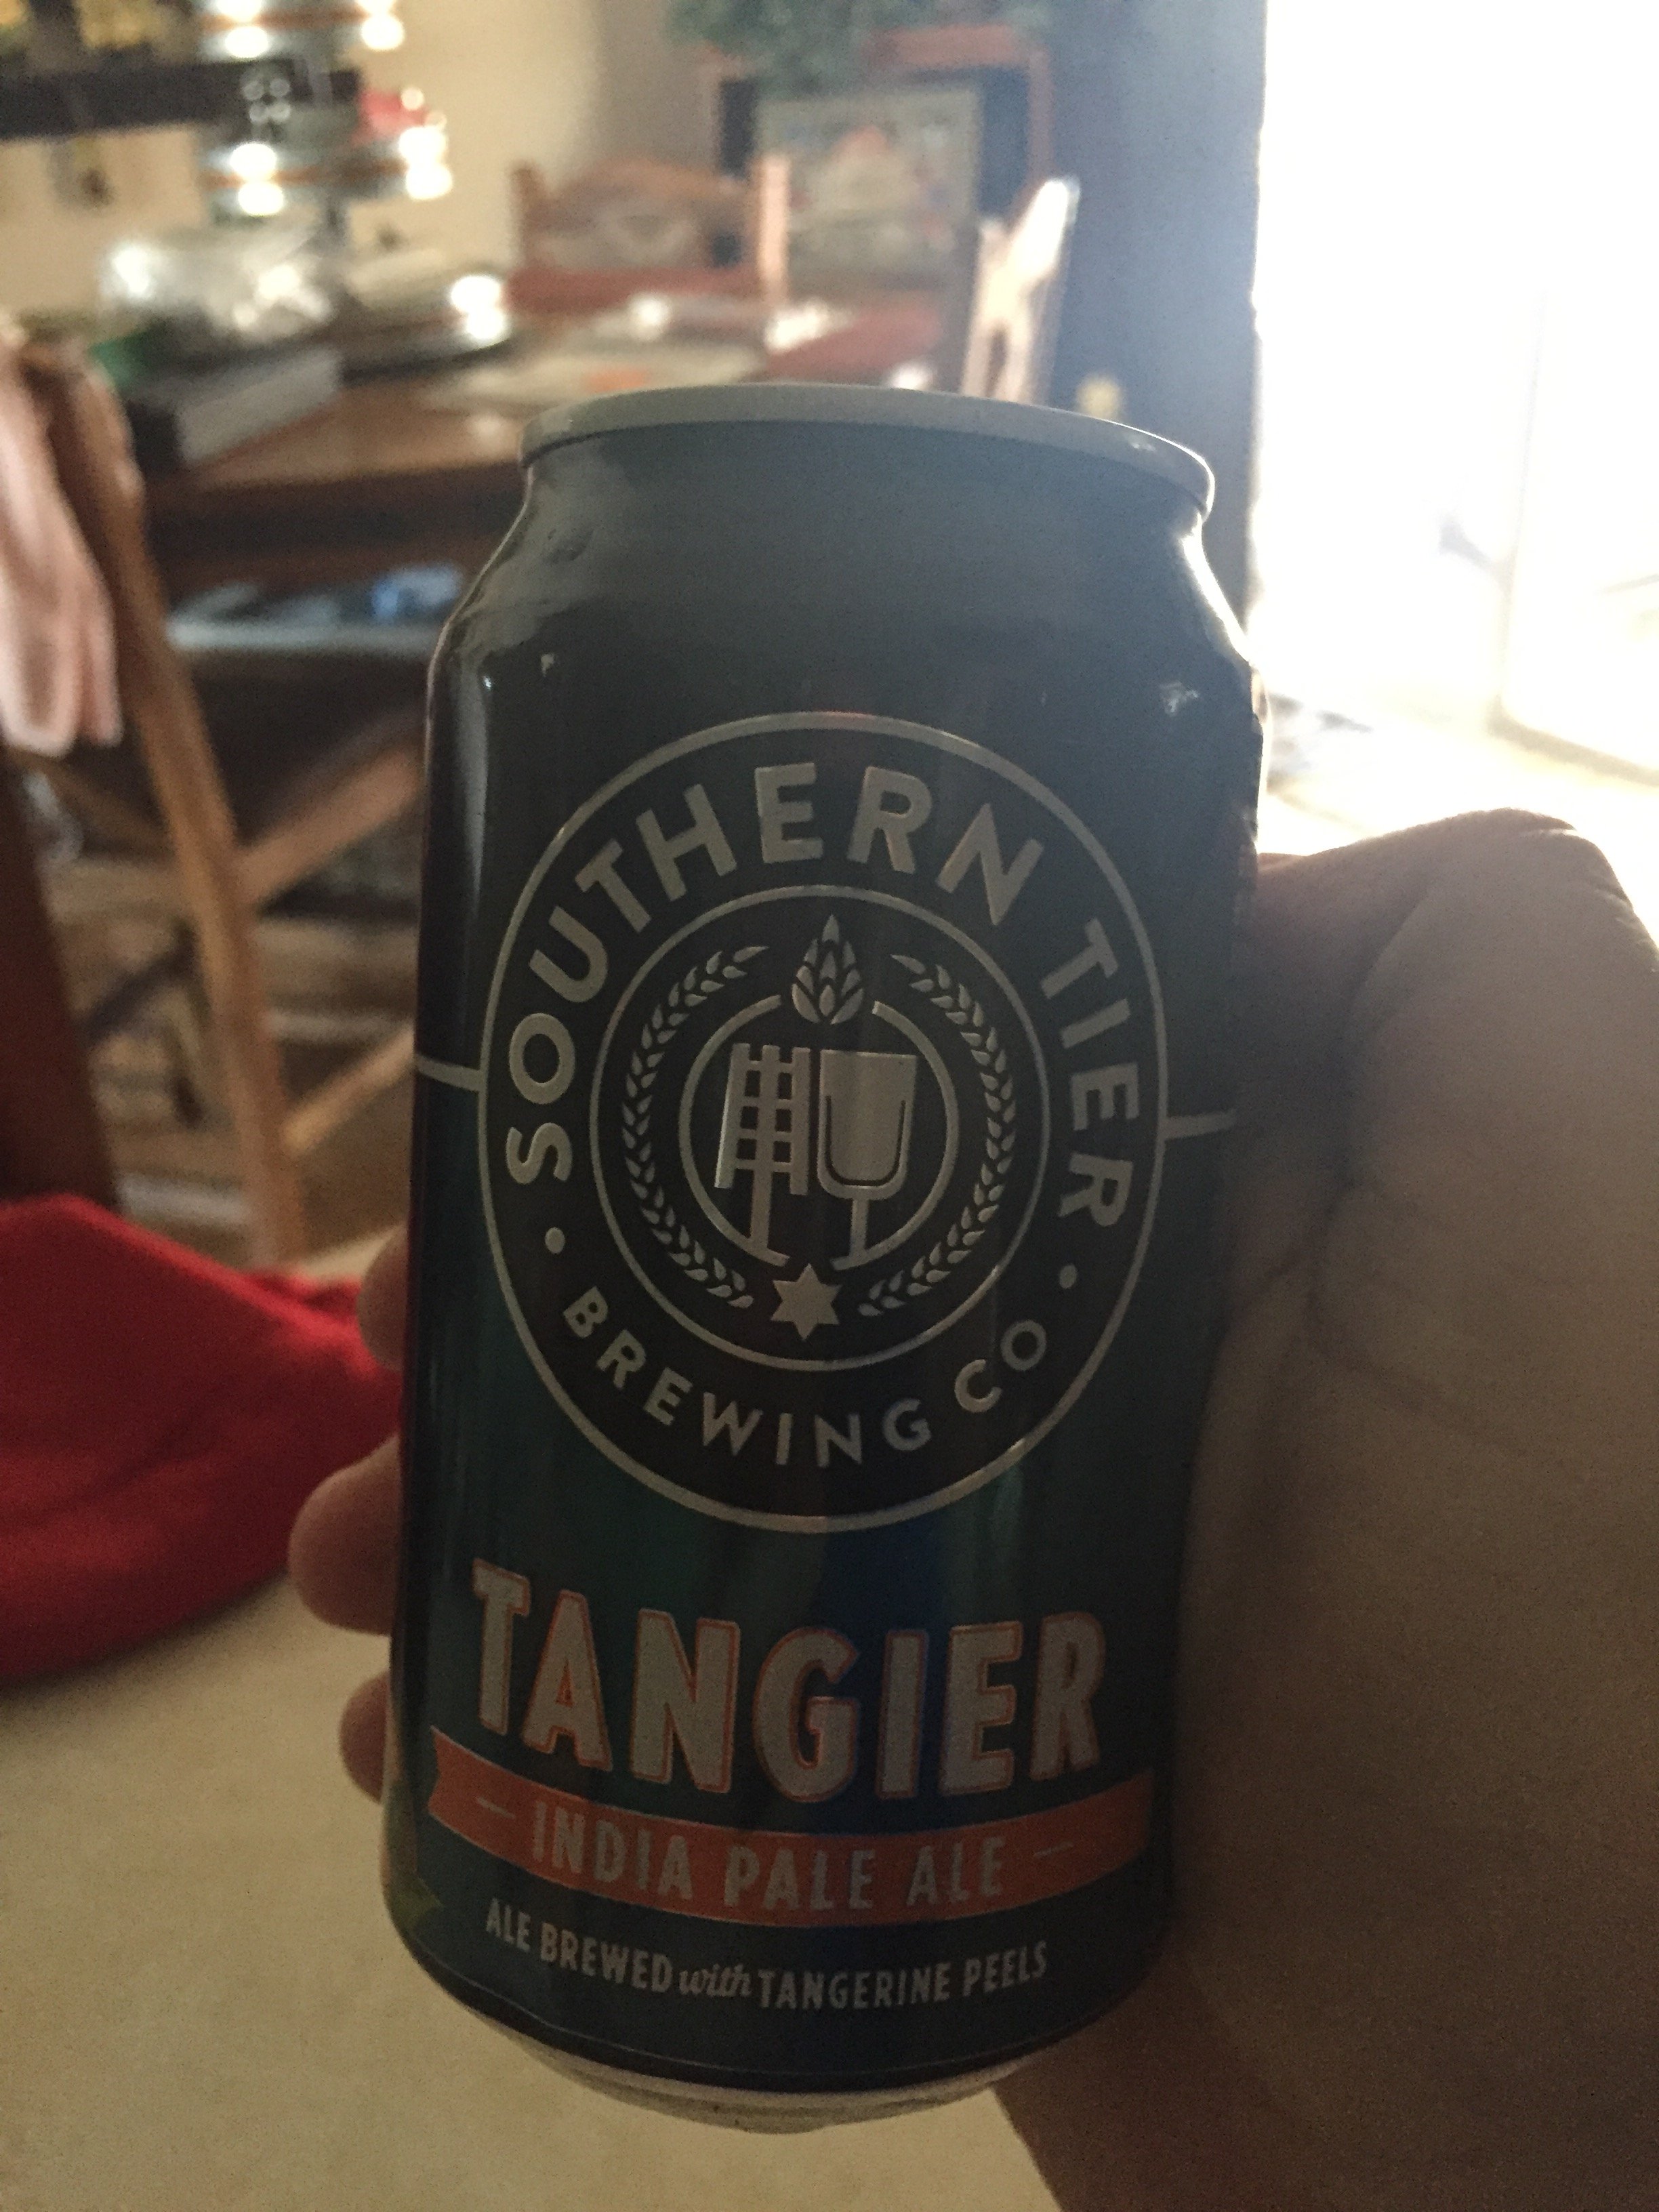 SOUTHERN TIER
• BREWING CO •
TANGIER
— INDIA PALE ALE —
ALE BREWED with TANGERINE PEELS